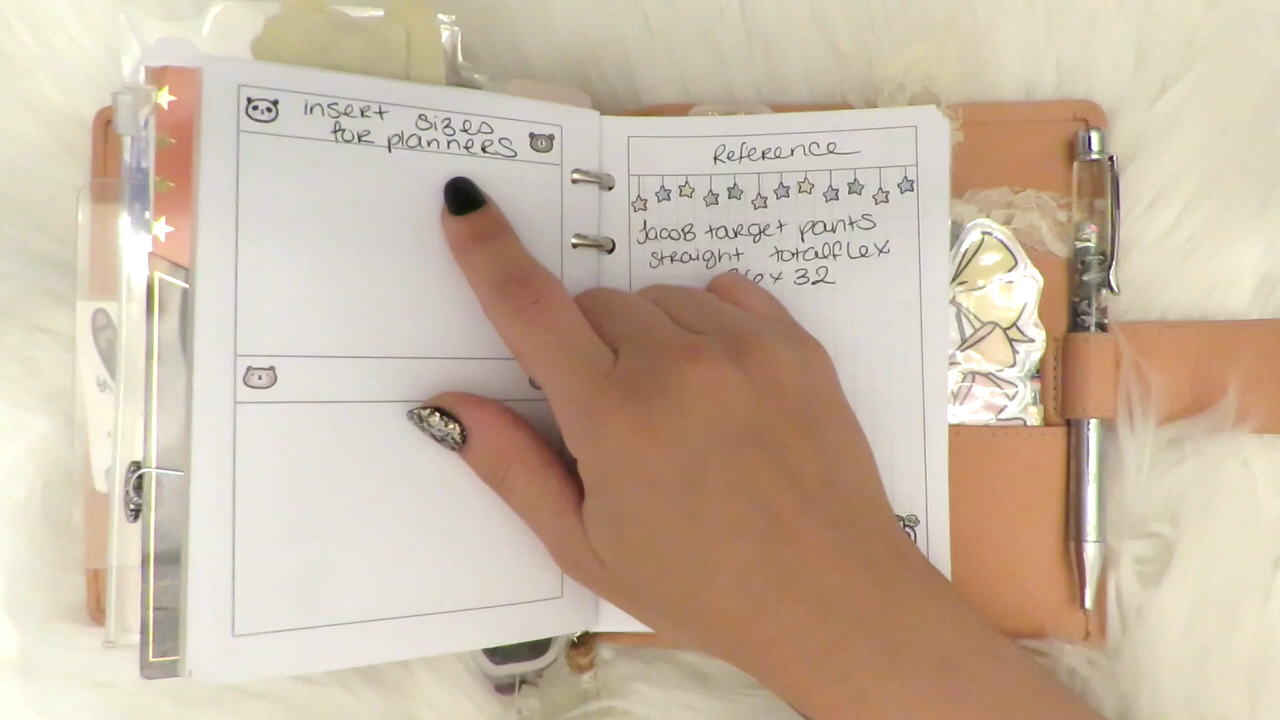 insert sizes
for planners
Reference
Jacob target pants
straight totalflex
x 32